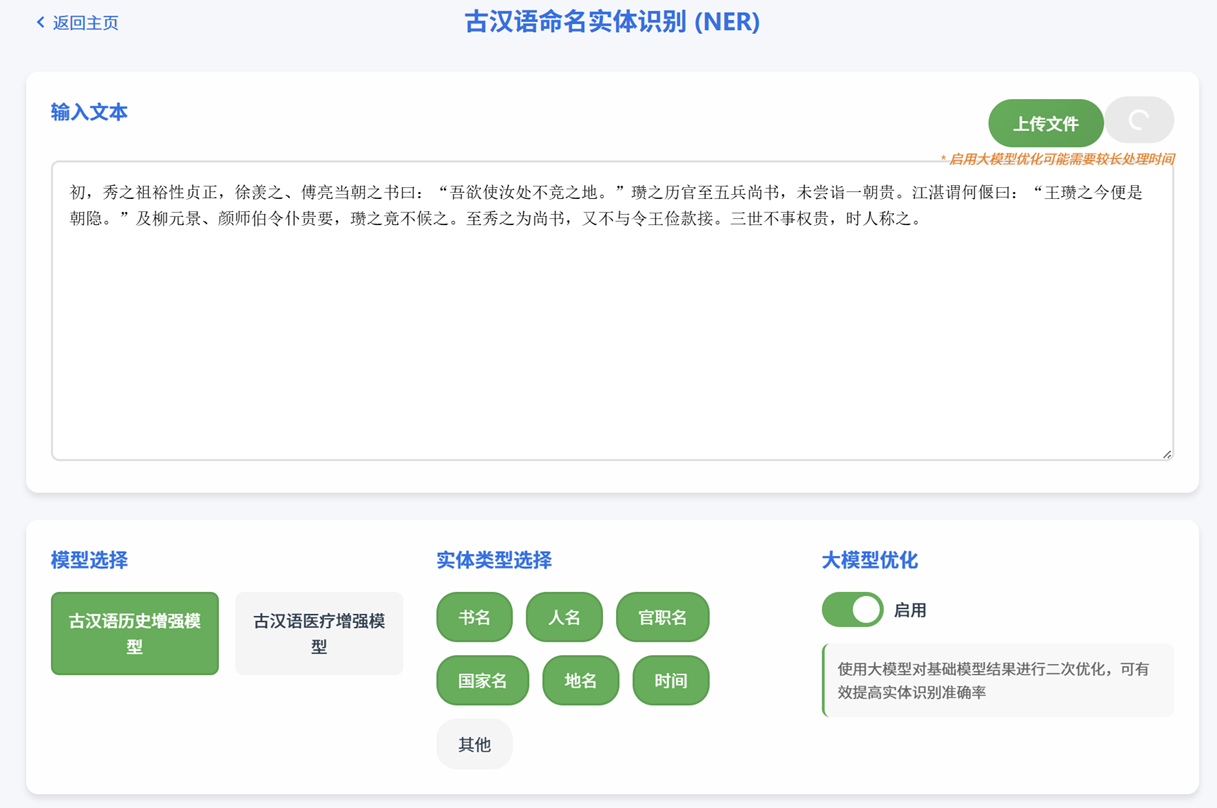 返回主页
古汉语命名实体识别 (NER)
输入文本
上传文件
* 启用大模型优化可能需要较长处理时间
初，秀之祖裕性贞正，徐羡之、傅亮当朝之书曰：“吾欲使汝处不竞之地。”瓒之历官至五兵尚书，未尝诣一朝贵。江湛谓何偃曰：“王瓒之今便是
朝隐。”及柳元景、颜师伯令仆贵要，瓒之竟不候之。至秀之为尚书，又不与令王俭款接。三世不事权贵，时人称之。
模型选择
古汉语历史增强模
型
古汉语医疗增强模
型
实体类型选择
书名
人名
官职名
国家名
地名
时间
其他
大模型优化
启用
使用大模型对基础模型结果进行二次优化，可有
效提高实体识别准确率